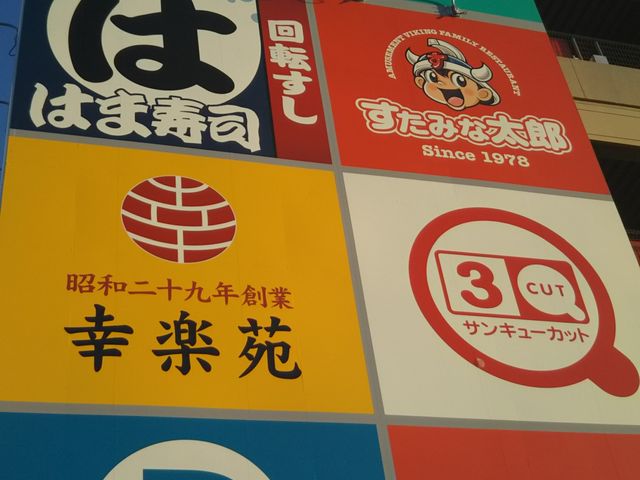 は
はま寿司
回転すし
AMUSEMENT VIKING FAMILY RESTAURANT
すたみな太郎
Since 1978
昭和二十九年創業
幸楽苑
3 CUT
サンキューカット